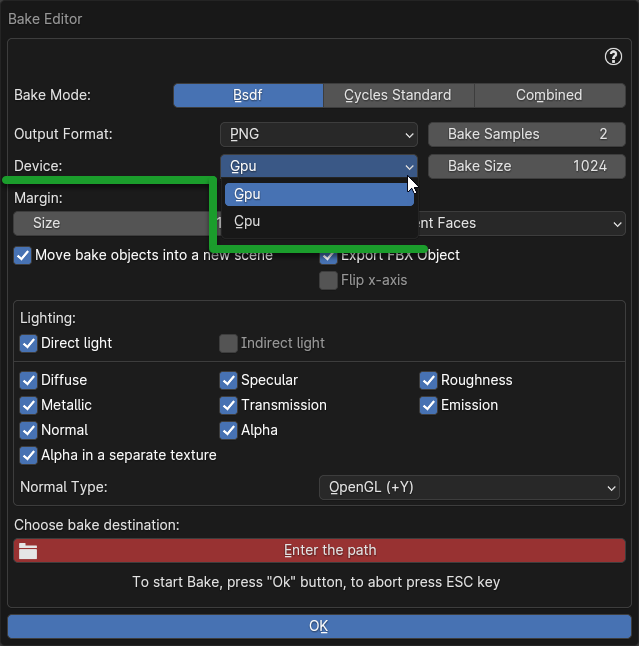 Bake Editor
?
Bake Mode: Bsdf Cycles Standard Combined
Output Format: PNG Bake Samples 2
Device: Gpu Bake Size 1024
Gpu
Margin:
Cpu
Size 1 nt Faces
Move bake objects into a new scene Export FBX Object
Flip x-axis
Lighting:
Direct light Indirect light
Diffuse Specular Roughness
Metallic Transmission Emission
Normal Alpha
Alpha in a separate texture
Normal Type: OpenGL (+Y)
Choose bake destination:
Enter the path
To start Bake, press "Ok" button, to abort press ESC key
OK